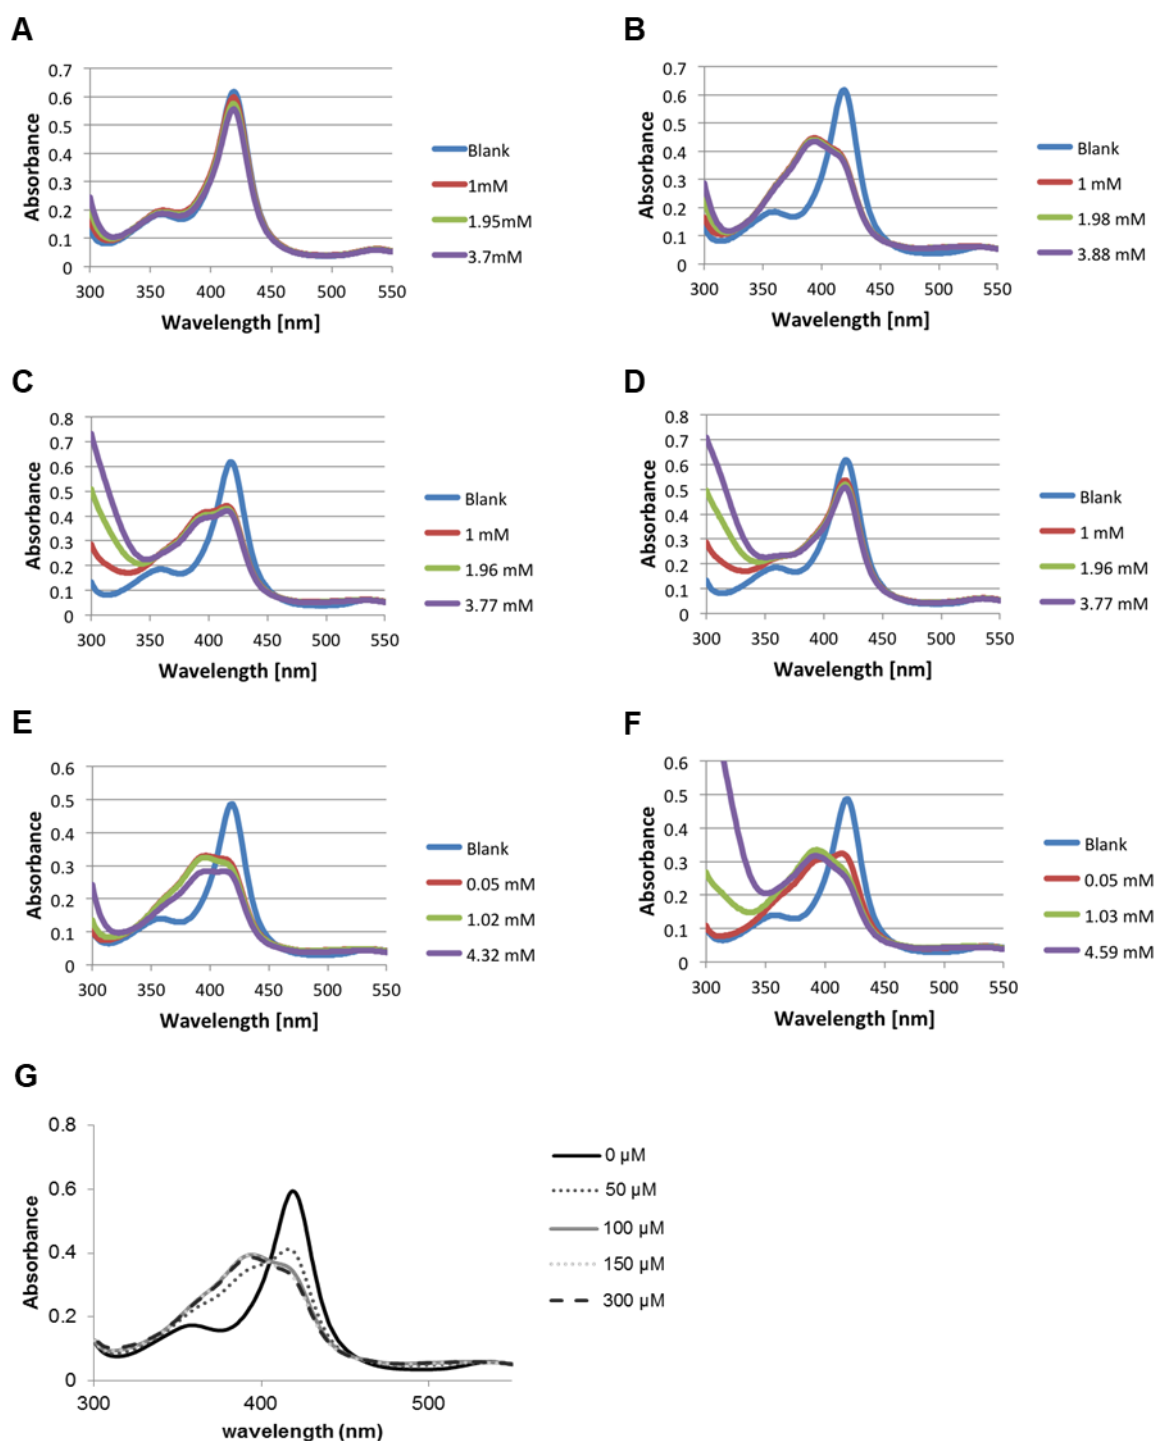 A
0.7
0.6
0.5
0.4
0.3
0.2
0.1
0
Absorbance
300 350 400 450 500 550
Wavelength [nm]
Blank
1mM
1.95mM
3.7mM
B
0.7
0.6
0.5
0.4
0.3
0.2
0.1
0
Absorbance
300 350 400 450 500 550
Wavelength [nm]
Blank
1 mM
1.98 mM
3.88 mM
C
0.8
0.7
0.6
0.5
0.4
0.3
0.2
0.1
0
Absorbance
300 350 400 450 500 550
Wavelength [nm]
Blank
1 mM
1.96 mM
3.77 mM
D
0.8
0.7
0.6
0.5
0.4
0.3
0.2
0.1
0
Absorbance
300 350 400 450 500 550
Wavelength [nm]
Blank
1 mM
1.96 mM
3.77 mM
E
0.6
0.5
0.4
0.3
0.2
0.1
0
Absorbance
300 350 400 450 500 550
Wavelength [nm]
Blank
0.05 mM
1.02 mM
4.32 mM
F
0.6
0.5
0.4
0.3
0.2
0.1
0
Absorbance
300 350 400 450 500 550
Wavelength [nm]
Blank
0.05 mM
1.03 mM
4.59 mM
G
0.8
0.6
0.4
0.2
0
Absorbance
300 400 500
wavelength (nm)
0 µM
50 µM
100 µM
150 µM
300 µM